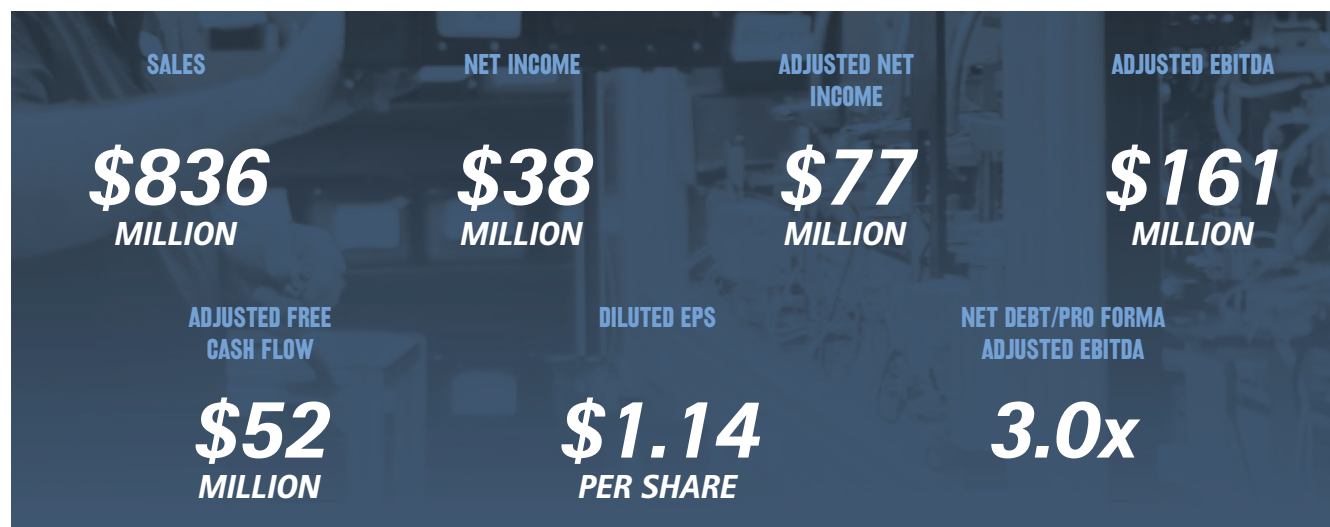 SALES
$836
MILLION
NET INCOME
$38
MILLION
ADJUSTED NET
INCOME
$77
MILLION
ADJUSTED EBITDA
$161
MILLION
ADJUSTED FREE
CASH FLOW
$52
MILLION
DILUTED EPS
$1.14
PER SHARE
NET DEBT/PRO FORMA
ADJUSTED EBITDA
3.0x